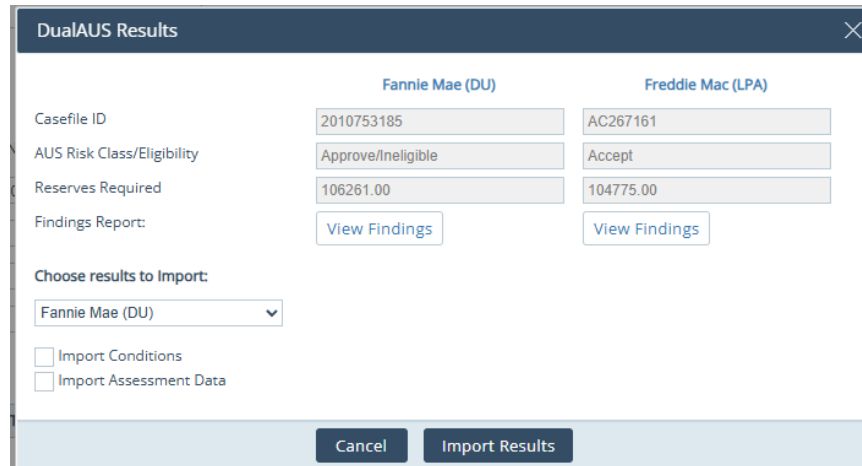 DualAUS Results
Fannie Mae (DU) Freddie Mac (LPA)
Casefile ID 2010753185 AC267161
AUS Risk Class/Eligibility Approve/Ineligible Accept
Reserves Required 106261.00 104775.00
Findings Report: View Findings View Findings
Choose results to Import:
Fannie Mae (DU)
Import Conditions
Import Assessment Data
Cancel Import Results